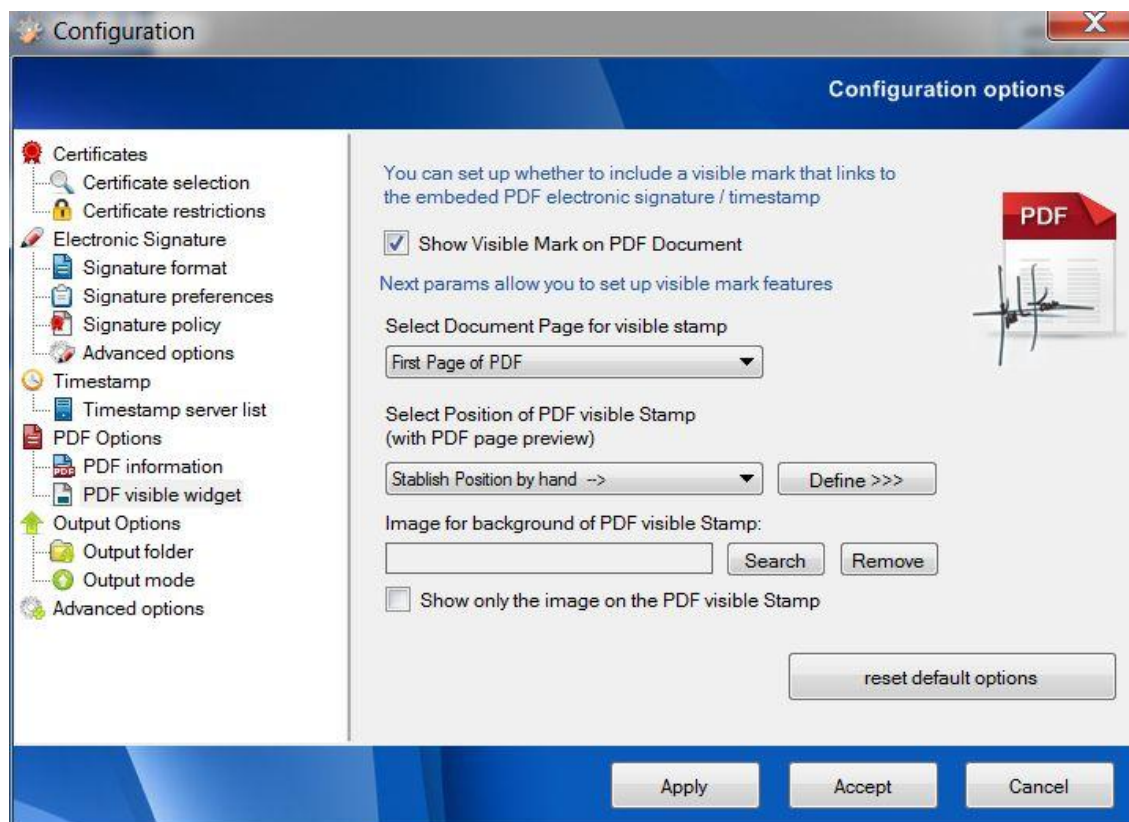 Configuration
X
Configuration options
Certificates
Certificate selection
Certificate restrictions
Electronic Signature
Signature format
Signature preferences
Signature policy
Advanced options
Timestamp
Timestamp server list
PDF Options
PDF information
PDF visible widget
Output Options
Output folder
Output mode
Advanced options
You can set up whether to include a visible mark that links to
the embeded PDF electronic signature / timestamp
PDF
Show Visible Mark on PDF Document
Next params allow you to set up visible mark features
Select Document Page for visible stamp
First Page of PDF
Select Position of PDF visible Stamp
(with PDF page preview)
Stablish Position by hand -->
Define >>>
Image for background of PDF visible Stamp:
Search
Remove
Show only the image on the PDF visible Stamp
reset default options
Apply
Accept
Cancel